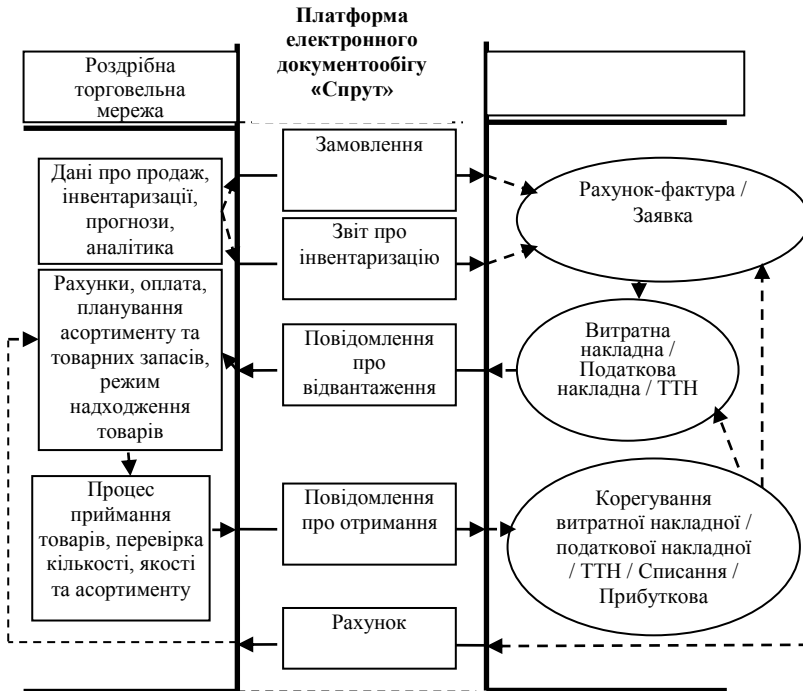 Платформа
електронного
документообігу
«Спрут»
Роздрібна
торговельна
мережа
Дані про продаж,
інвентаризації,
прогнози,
аналітика
Замовлення
Звіт про
інвентаризацію
Рахунок-фактура /
Заявка
Рахунки, оплата,
планування
асортименту та
товарних запасів,
режим
надходження
товарів
Повідомлення
про
відвантаження
Витратна
накладна /
Податкова
накладна / ТТН
Процес
приймання
товарів, перевірка
кількості, якості
та асортименту
Повідомлення
про отримання
Корегування
витратної накладної /
податкової накладної
/ ТТН / Списання /
Прибуткова
Рахунок